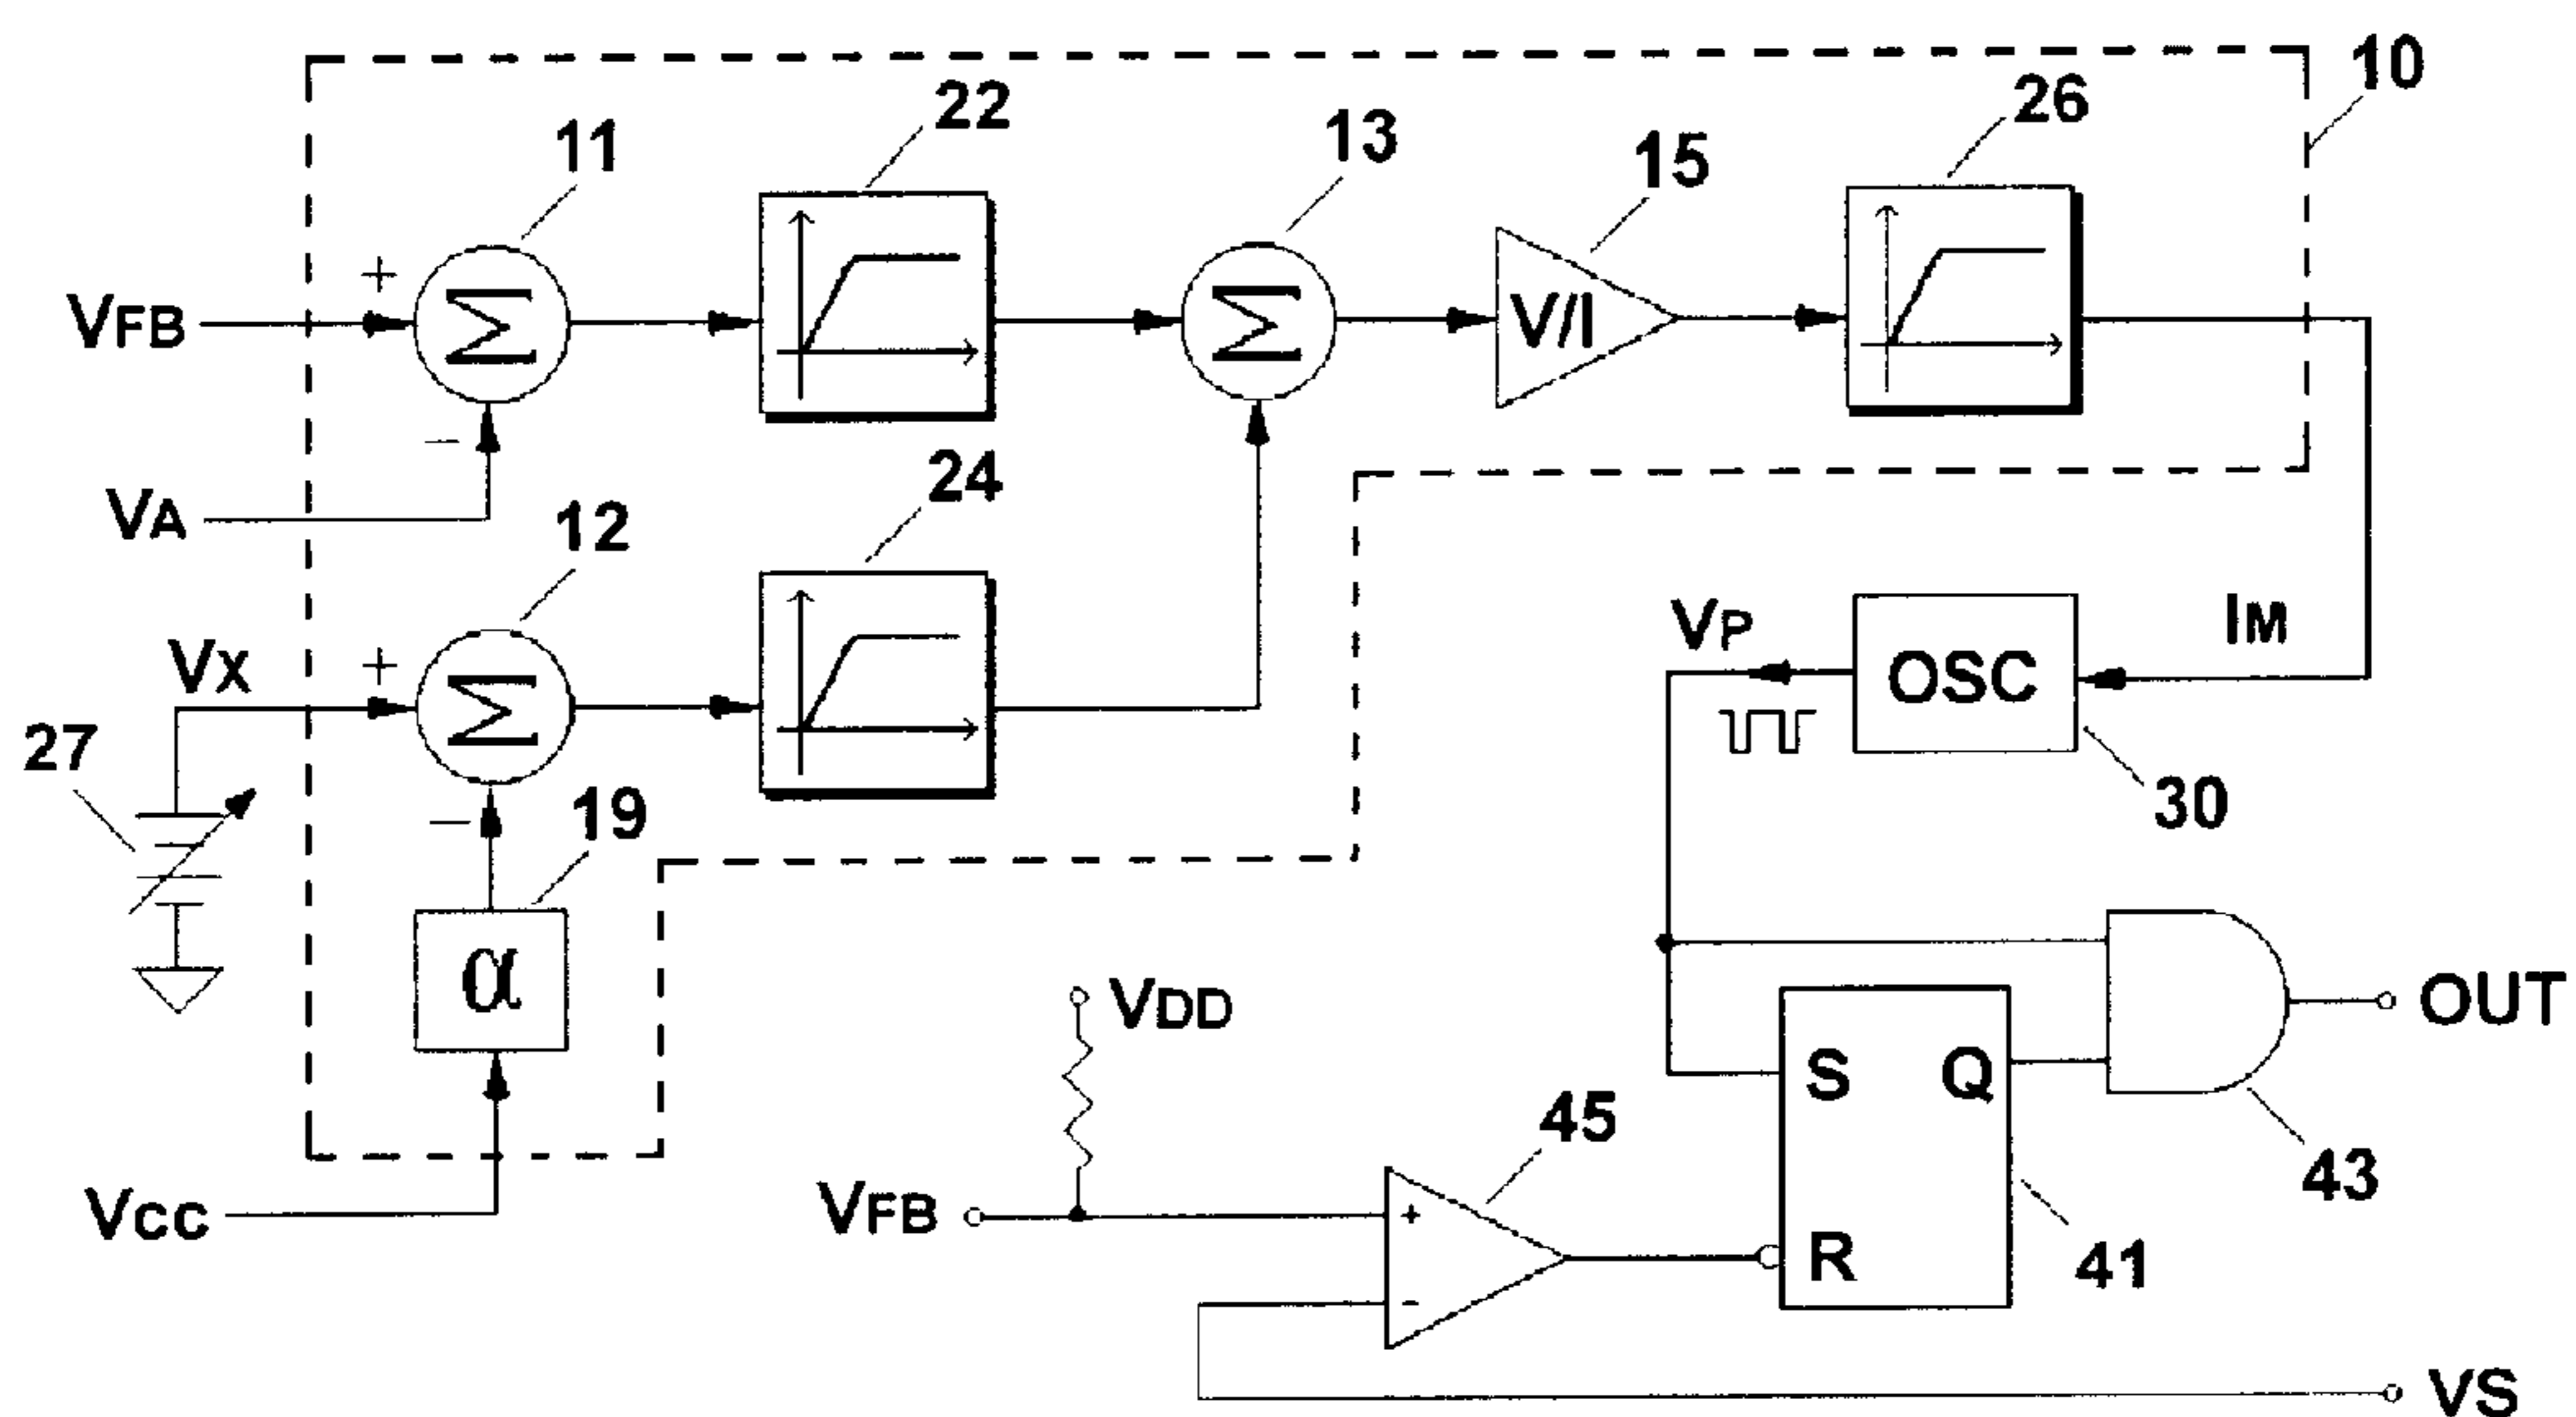 10
22
26
11
13
15
+
Σ
Σ
V/I
VFB
−
VA
24
12
VX
+
Σ
VP
IM
OSC
27
−
19
30
α
VDD
OUT
S
Q
45
43
VCC
VFB
+
R
41
-
VS